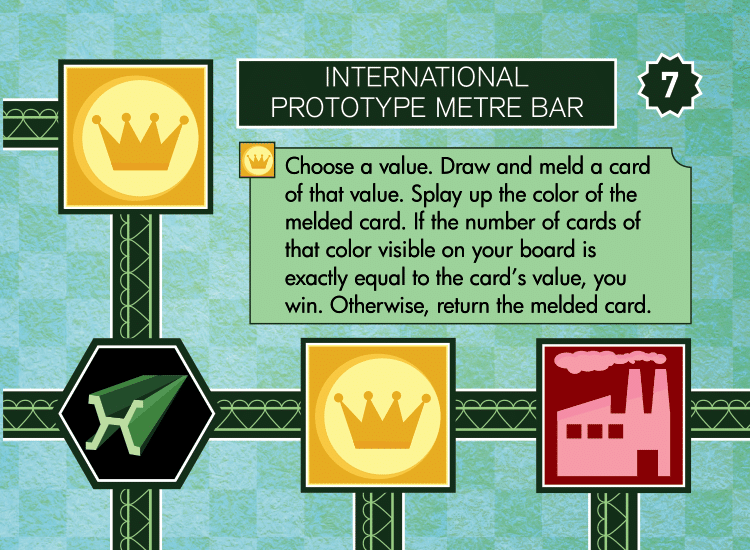 INTERNATIONAL
PROTOTYPE METRE BAR
7
Choose a value. Draw and meld a card
of that value. Splay up the color of the
melded card. If the number of cards of
that color visible on your board is
exactly equal to the card’s value, you
win. Otherwise, return the melded card.